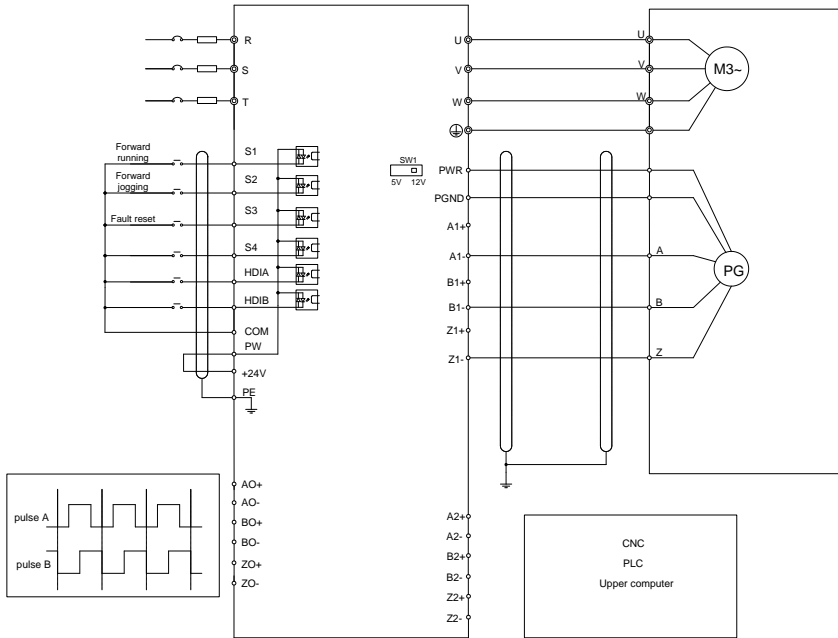 R
S
T
Forward
running
Forward
jogging
Fault reset
S1
S2
S3
S4
HDIA
HDIB
COM
PW
+24V
PE
AO+
AO-
BO+
BO-
ZO+
ZO-
pulse A
pulse B
SW1
5V 12V
U
V
W
PWR
PGND
A1+
A1-
B1+
B1-
Z1+
Z1-
A2+
A2-
B2+
B2-
Z2+
Z2-
U
V
W
M3~
A
B
Z
PG
CNC
PLC
Upper computer